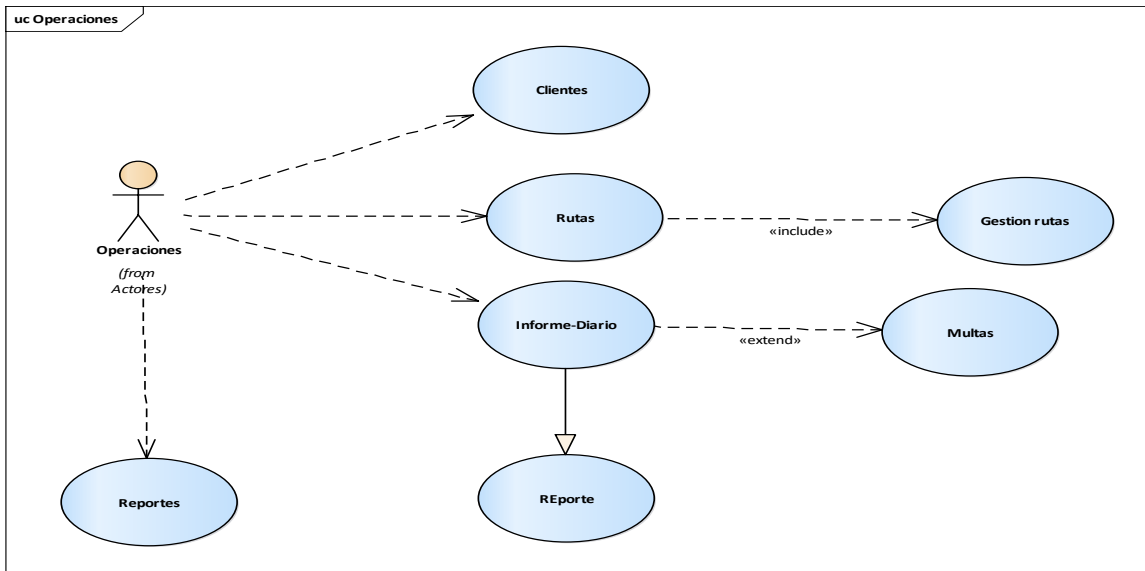 uc Operaciones
Clientes
Operaciones
(from
Actores)
Rutas
«include»
Gestion rutas
Informe-Diario
«extend»
Multas
Reportes
REporte